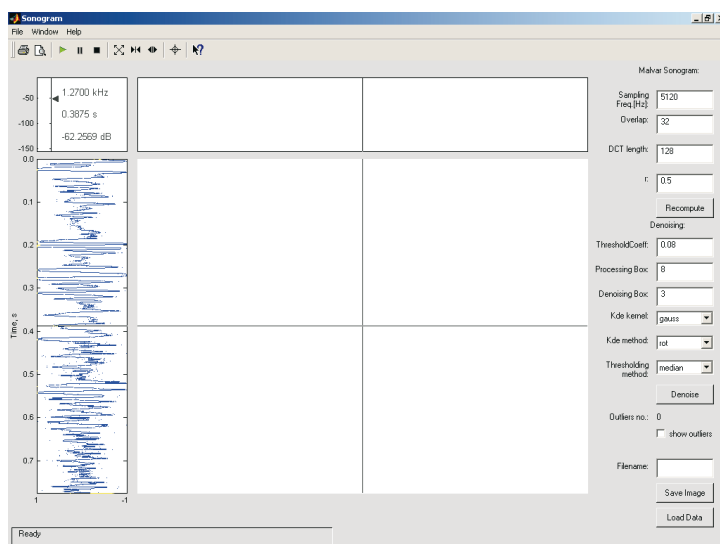 Sonogram
File Window Help
Malvar Sonogram:
-50
-100
-150
1.2700 kHz
0.3875 s
-62.2569 dB
Sampling Freq.[Hz]:
5120
Overlap:
32
DCT length:
128
r:
0.5
Recompute
Denoising:
ThresholdCoeff:
0.08
Processing Box:
8
Denoising Box:
3
Kde kernel:
gauss
Kde method:
rot
Thresholding method:
median
Denoise
Outliers no.: 0
show outliers
Filename:
Save Image
Load Data
Time, s
0.0
0.1
0.2
0.3
0.4
0.5
0.6
0.7
1 -1
Ready